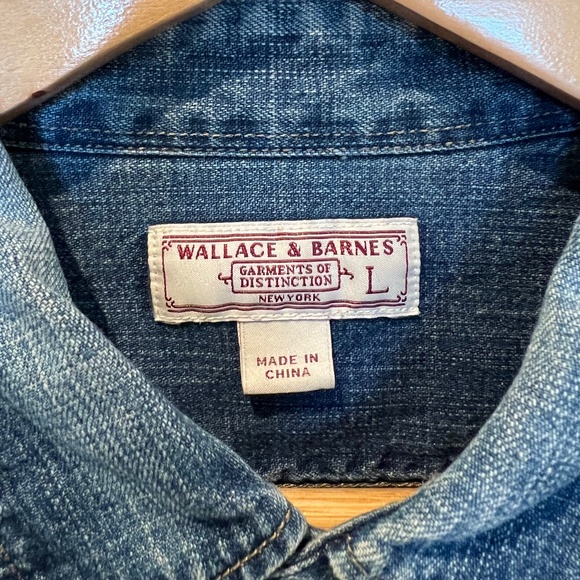 WALLACE & BARNES
GARMENTS OF
DISTINCTION
NEW YORK
L
MADE IN
CHINA